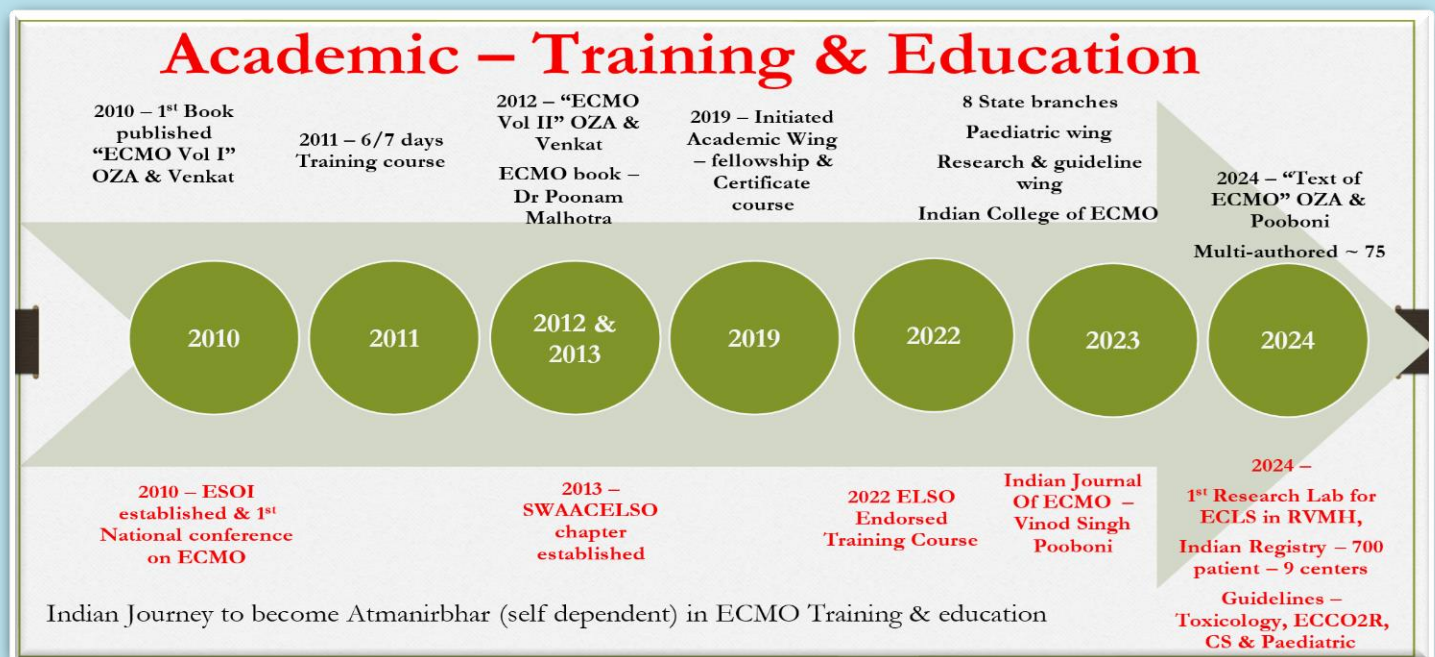 Academic – Training & Education
2010 – 1st Book
published
“ECMO Vol I”
OZA & Venkat
2011 – 6/7 days
Training course
2012 – “ECMO
Vol II” OZA &
Venkat
ECMO book –
Dr Poonam
Malhotra
2019 – Initiated
Academic Wing
– fellowship &
Certificate
course
8 State branches
Paediatric wing
Research & guideline
wing
Indian College of ECMO
2024 – “Text of
ECMO” OZA &
Pooboni
Multi-authored ~ 75
2010
2011
2012 &
2013
2019
2022
2023
2024
2010 – ESOI
established & 1st
National conference
on ECMO
2013 –
SWAACELSO
chapter
established
2022 ELSO
Endorsed
Training Course
Indian Journal
Of ECMO –
Vinod Singh
Pooboni
2024 –
1st Research Lab for
ECLS in RVMH,
Indian Registry – 700
patient – 9 centers
Guidelines –
Toxicology, ECCO2R,
CS & Paediatric
Indian Journey to become Atmanirbhar (self dependent) in ECMO Training & education